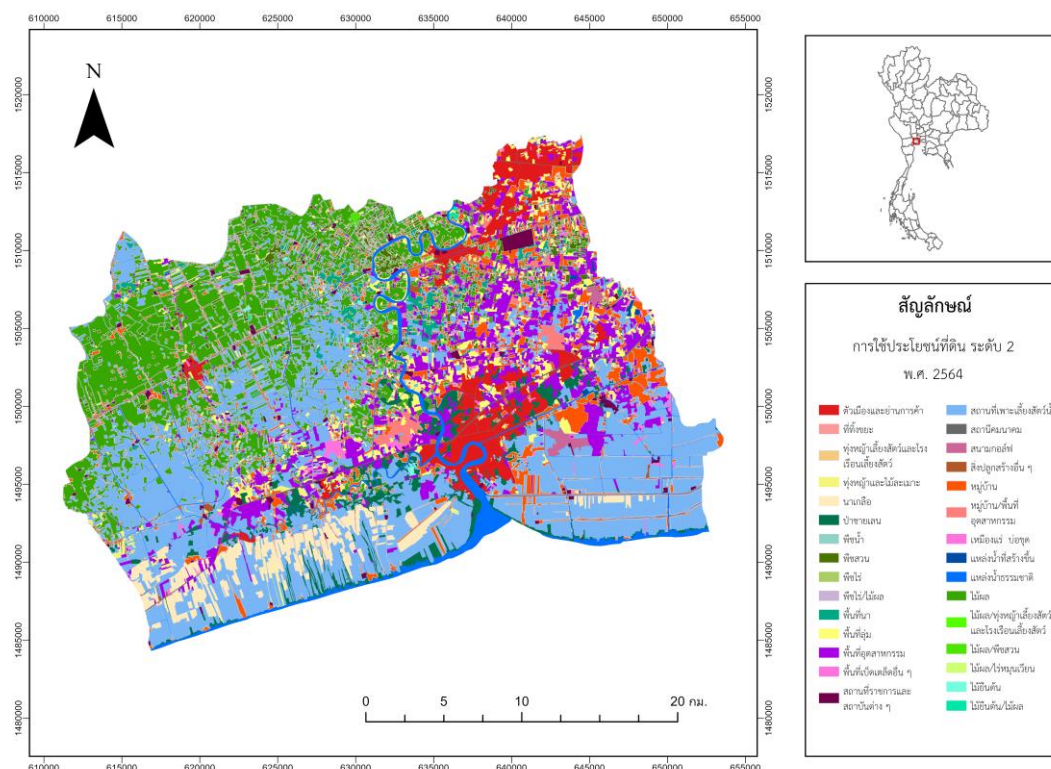 610000 615000 620000 625000 630000 635000 640000 645000 650000 655000
N
1520000 1520000
1515000 1515000
1510000 1510000
1505000 1505000
1500000 1500000
1495000 1495000
1490000 1490000
1485000 1485000
1480000 1480000
0 5 10 20 กม.
610000 615000 620000 625000 630000 635000 640000 645000 650000 655000
สัญลักษณ์
การใช้ประโยชน์ที่ดิน ระดับ 2
พ.ศ. 2564
ตัวเมืองและย่านการค้า
ที่ทิ้งขยะ
ทุ่งหญ้าเลี้ยงสัตว์และโรง
เรือนเลี้ยงสัตว์
ทุ่งหญ้าและไม้ละเมาะ
นาเกลือ
ป่าชายเลน
พืชน้ำ
พืชสวน
พืชไร่
พืชไร่/ไม้ผล
พื้นที่นา
พื้นที่ลุ่ม
พื้นที่อุตสาหกรรม
พื้นที่เบ็ดเตล็ดอื่น ๆ
สถานที่ราชการและ
สถาบันต่าง ๆ
สถานที่เพาะเลี้ยงสัตว์น้ำ
สถานีคมนาคม
สนามกอล์ฟ
สิ่งปลูกสร้างอื่น ๆ
หมู่บ้าน
หมู่บ้าน/พื้นที่
อุตสาหกรรม
เหมืองแร่ บ่อขุด
แหล่งน้ำที่สร้างขึ้น
แหล่งน้ำธรรมชาติ
ไม้ผล
ไม้ผล/ทุ่งหญ้าเลี้ยงสัตว์
และโรงเรือนเลี้ยงสัตว์
ไม้ผล/พืชสวน
ไม้ผล/ไร่หมุนเวียน
ไม้ยืนต้น
ไม้ยืนต้น/ไม้ผล